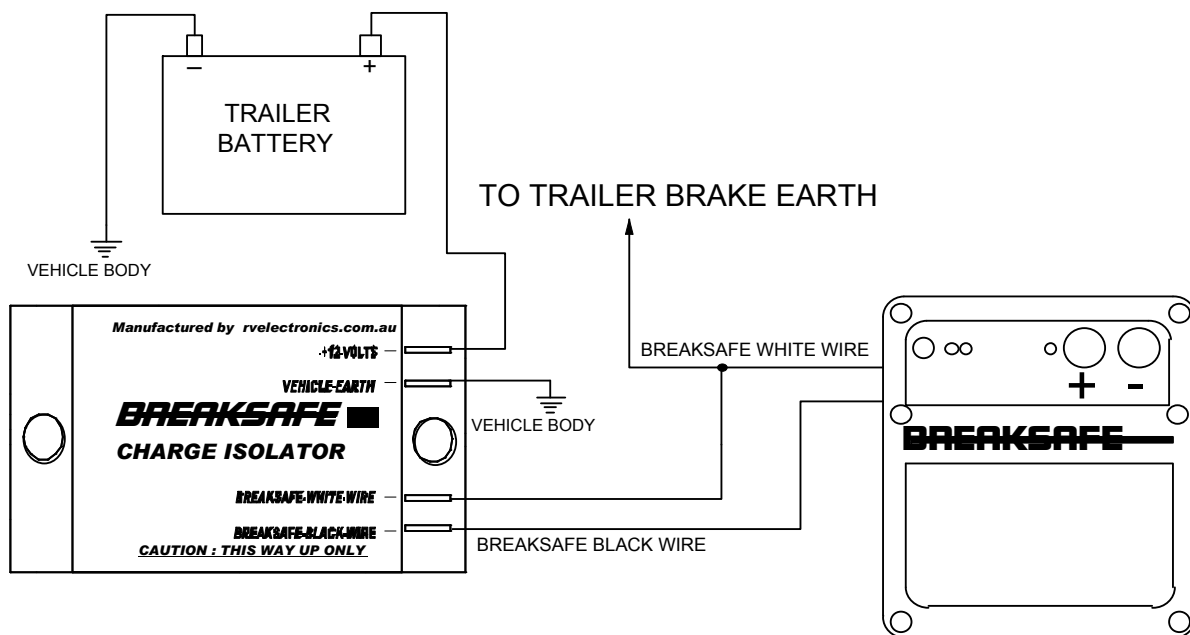 –
+
TRAILER
BATTERY
TO TRAILER BRAKE EARTH
VEHICLE BODY
Manufactured by rvelectronics.com.au
+12 VOLTS –
BREAKSAFE WHITE WIRE
VEHICLE EARTH –
+ -
BREAKSAFE
VEHICLE BODY
BREAKSAFE
CHARGE ISOLATOR
BREAKSAFE WHITE WIRE –
BREAKSAFE BLACK WIRE –
BREAKSAFE BLACK WIRE
CAUTION : THIS WAY UP ONLY